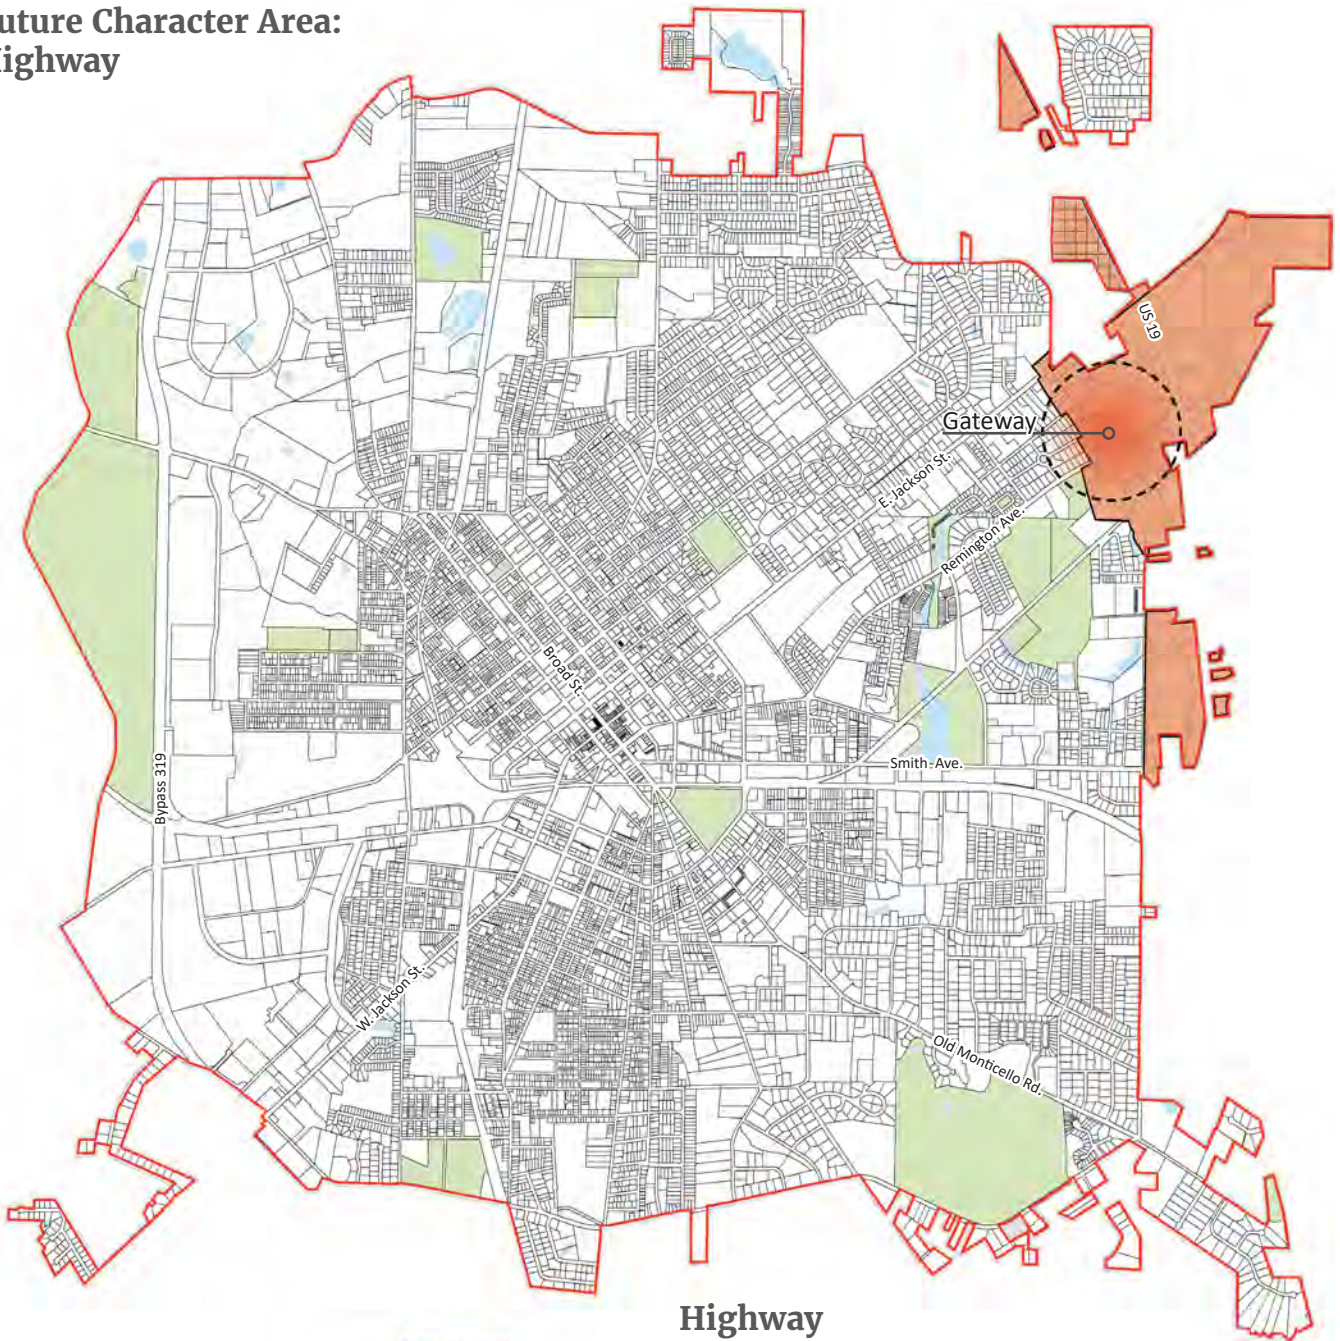 uture Character Area:
Highway
US 19
Gateway
E. Jackson St.
Remington Ave.
Broad St.
Smith Ave.
Bypass 319
W. Jackson St.
Old Monticello Rd.
Highway